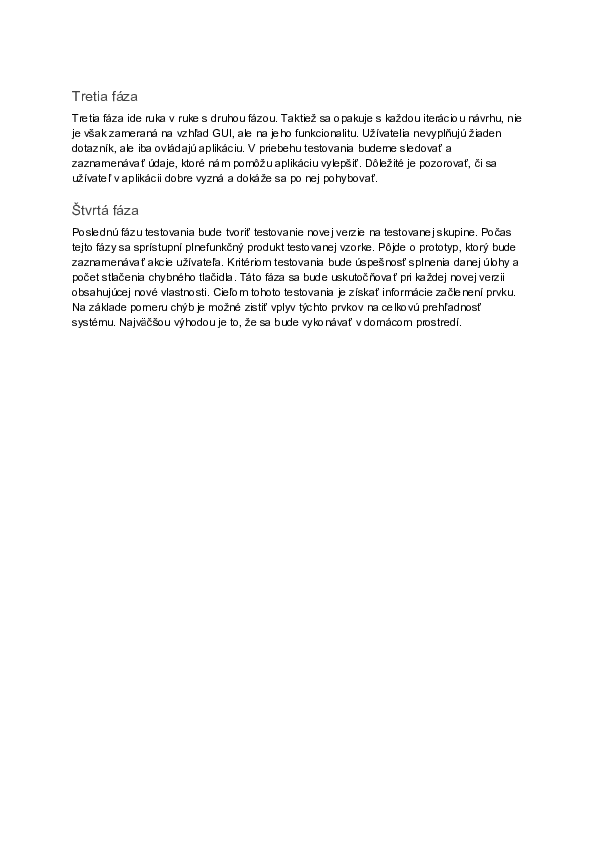 Tretia fáza
Tretia fáza ide ruka v ruke s druhou fázou. Taktiež sa opakuje s každou iteráciou návrhu, nie
je však zameraná na vzhľad GUI, ale na jeho funkcionalitu. Užívatelia nevyplňujú žiaden
dotazník, ale iba ovládajú aplikáciu. V priebehu testovania budeme sledovať a
zaznamenávať údaje, ktoré nám pomôžu aplikáciu vylepšiť. Dôležité je pozorovať, či sa
užívateľ v aplikácii dobre vyzná a dokáže sa po nej pohybovať.
Štvrtá fáza
Poslednú fázu testovania bude tvoriť testovanie novej verzie na testovanej skupine. Počas
tejto fázy sa sprístupní plnefunkčný produkt testovanej vzorke. Pôjde o prototyp, ktorý bude
zaznamenávať akcie užívateľa. Kritériom testovania bude úspešnosť splnenia danej úlohy a
počet stlačenia chybného tlačidla. Táto fáza sa bude uskutočňovať pri každej novej verzii
obsahujúcej nové vlastnosti. Cieľom tohoto testovania je získať informácie začlenení prvku.
Na základe pomeru chýb je možné zistiť vplyv týchto prvkov na celkovú prehľadnosť
systému. Najväčšou výhodou je to, že sa bude vykonávať v domácom prostredí.